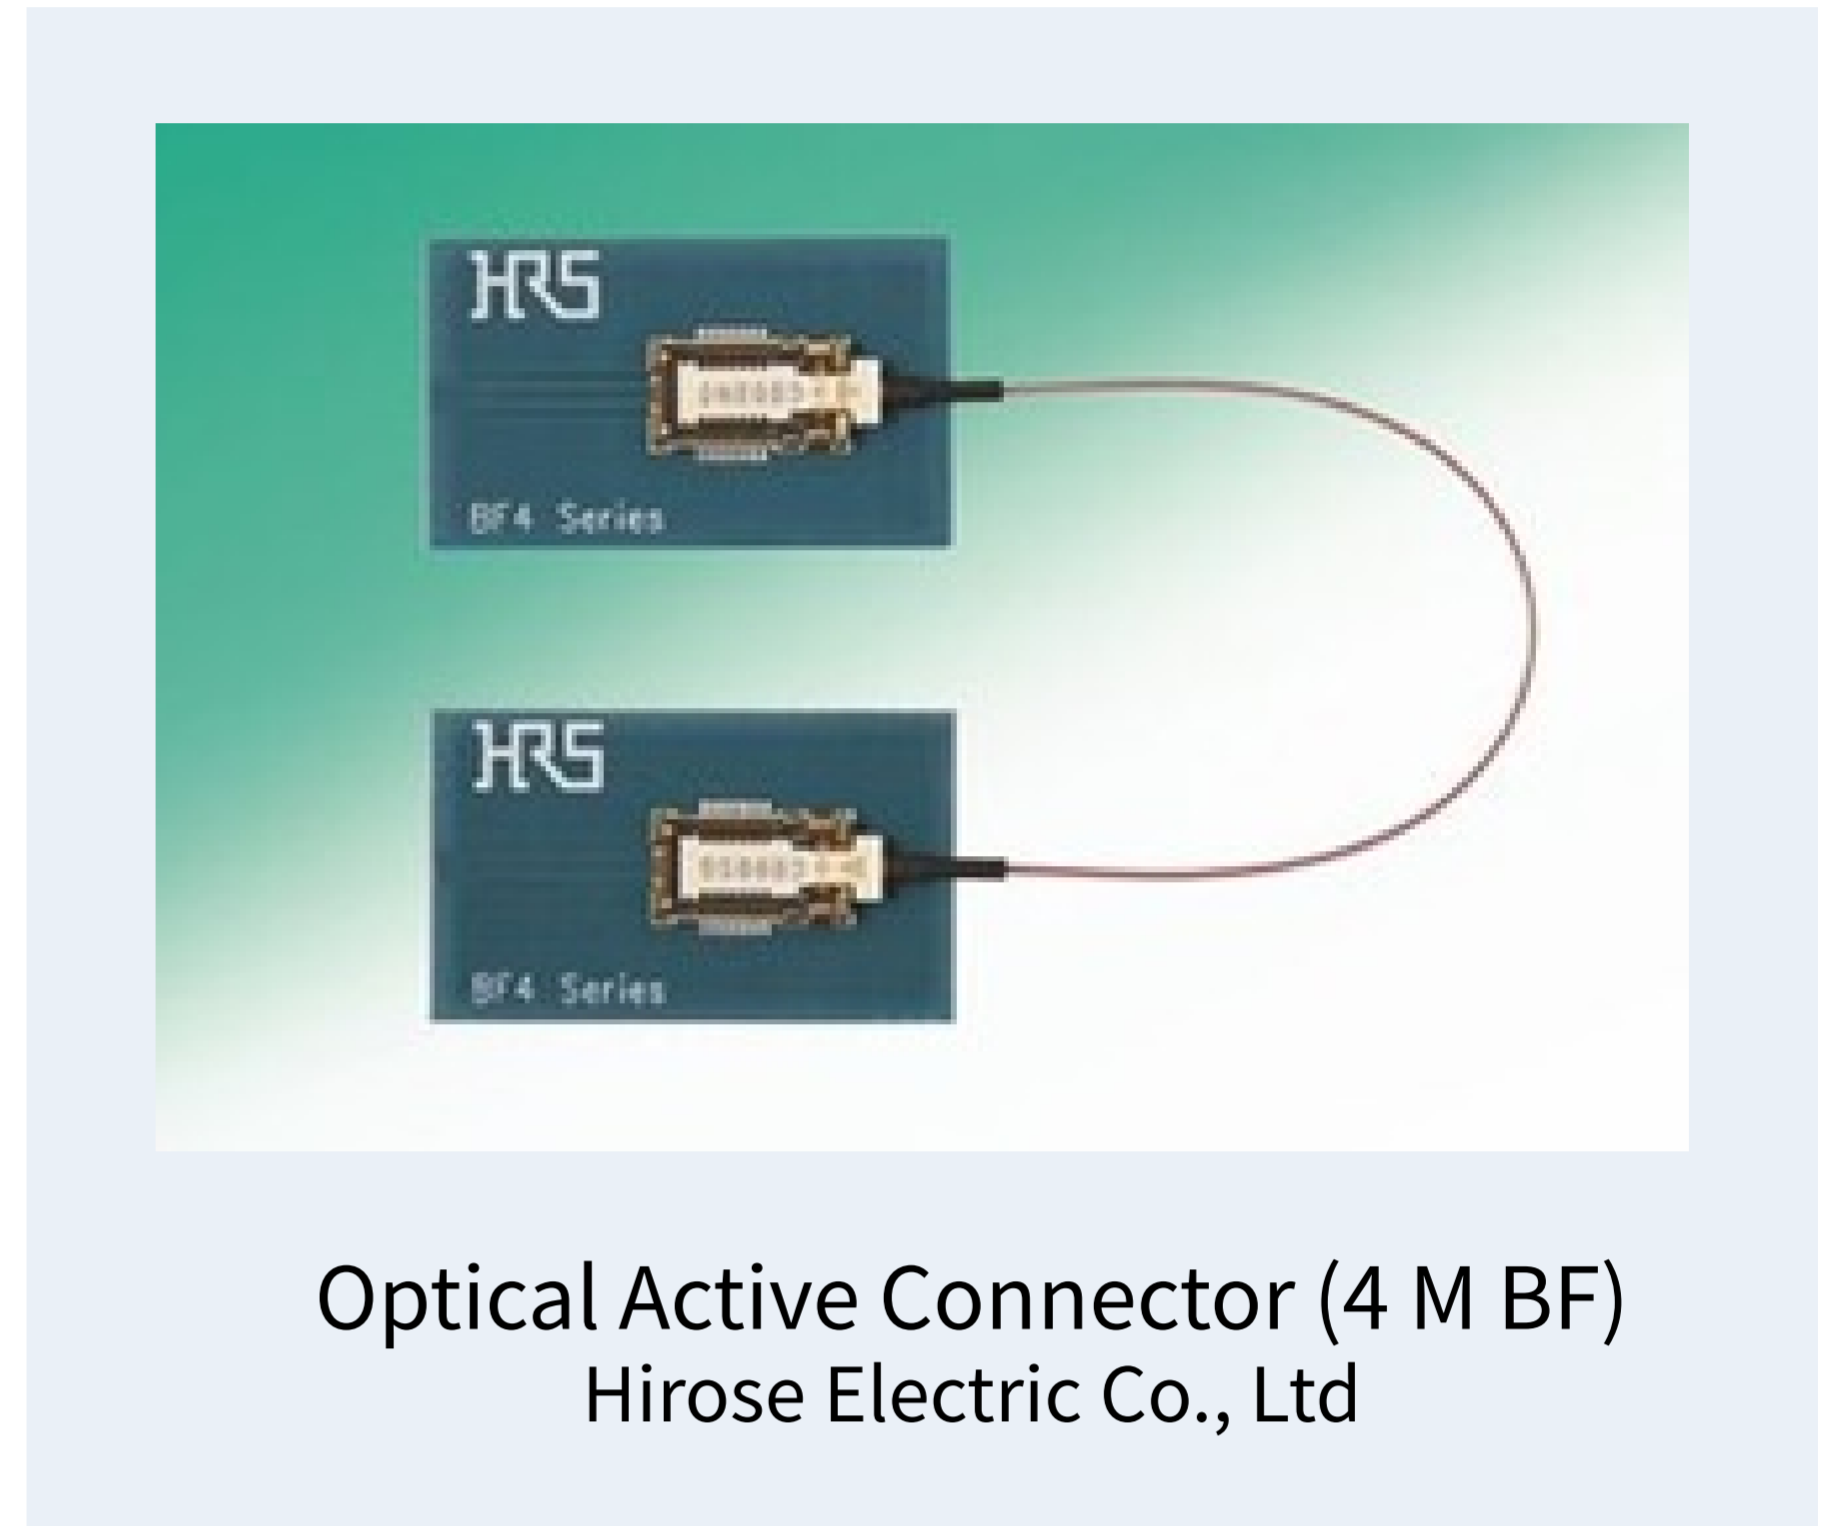 HRS
BF4 Series
HRS
BF4 Series
Optical Active Connector (4 M BF)
Hirose Electric Co., Ltd